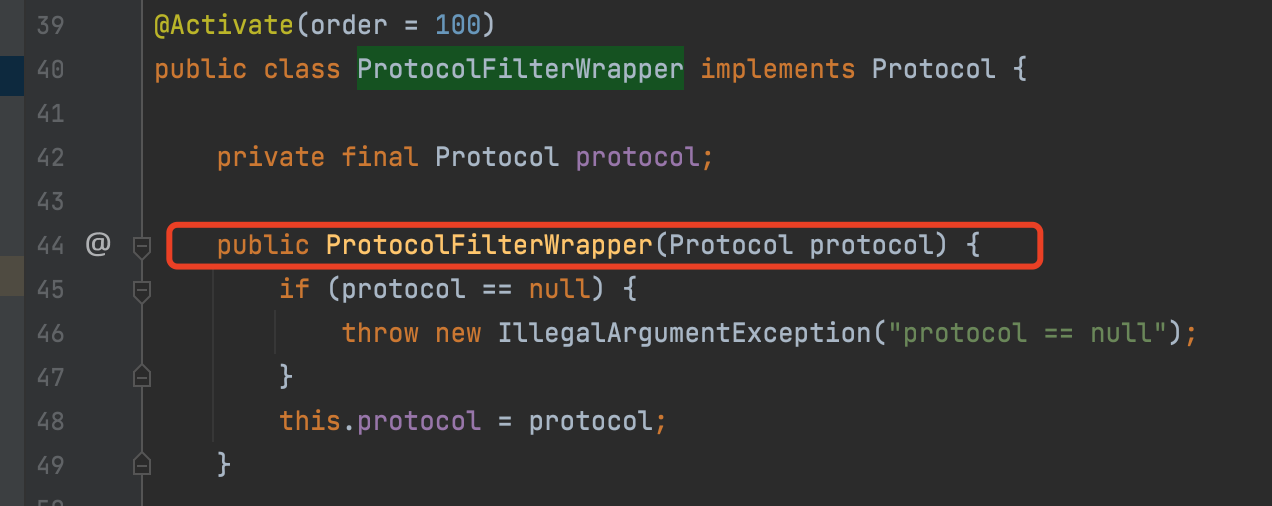 39 @Activate(order = 100)
40 public class ProtocolFilterWrapper implements Protocol {
41
42 private final Protocol protocol;
43
44 @ public ProtocolFilterWrapper(Protocol protocol) {
45 if (protocol == null) {
46 throw new IllegalArgumentException("protocol == null");
47 }
48 this.protocol = protocol;
49 }